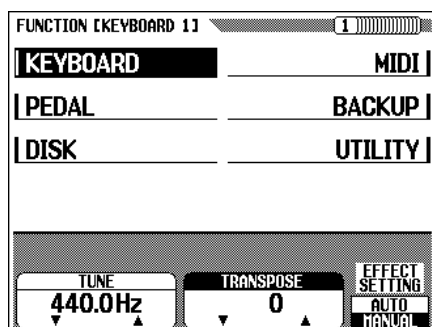 FUNCTION [KEYBOARD 1] 1
KEYBOARD MIDI
PEDAL BACKUP
DISK UTILITY
TUNE TRANSPOSE EFFECT SETTING
440.0Hz 0 AUTO
MANUAL